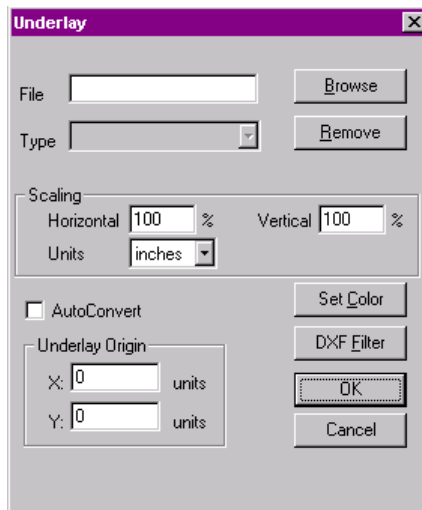 Underlay
File Browse
Type Remove
Scaling
Horizontal 100 % Vertical 100 %
Units inches
AutoConvert Set Color
Underlay Origin DXF Filter
X: 0 units OK
Y: 0 units Cancel